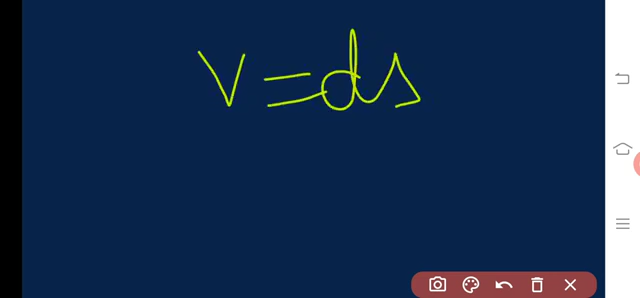 v = ds